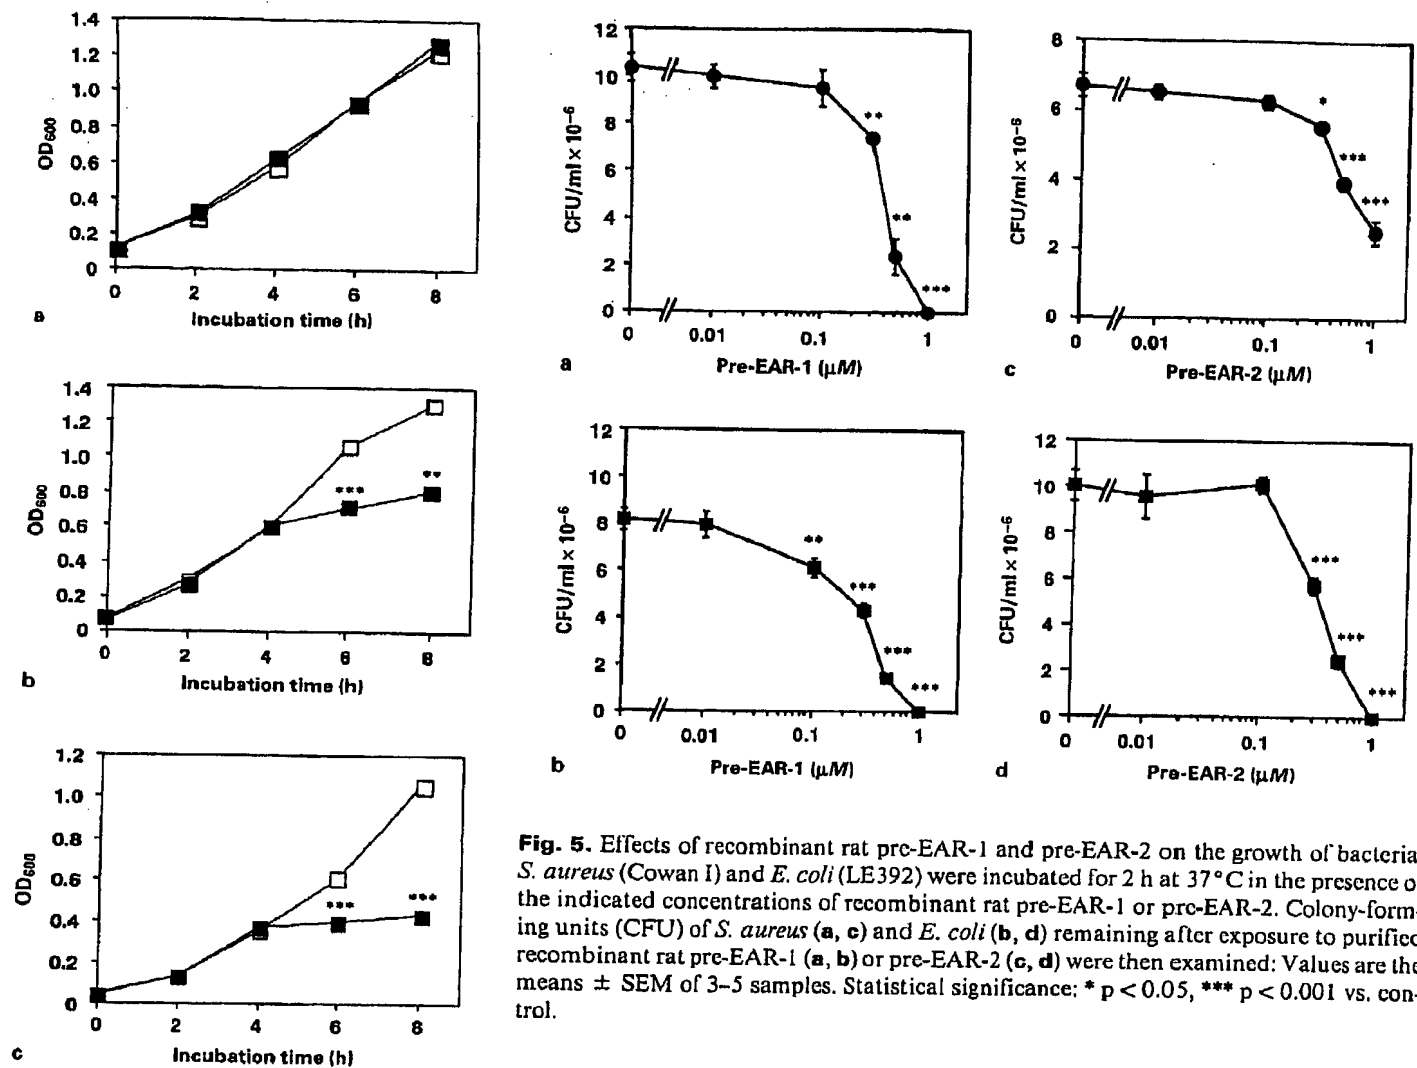 1.4
1.2
1.0
0.8
0.6
0.4
0.2
0
OD600
0 2 4 6 8
Incubation time (h)
a
1.4
1.2
1.0
0.8
0.6
0.4
0.2
0
OD600
*** **
0 2 4 6 8
Incubation time (h)
b
1.2
1.0
0.8
0.6
0.4
0.2
0
OD600
*** ***
0 2 4 6 8
Incubation time (h)
c
12
10
8
6
4
2
0
CFU/ml × 10⁻⁶
**
**
***
0 0.01 0.1 1
Pre-EAR-1 (µM)
a
8
6
4
2
0
CFU/ml × 10⁻⁶
*
***
***
0 0.01 0.1 1
Pre-EAR-2 (µM)
c
12
10
8
6
4
2
0
CFU/ml × 10⁻⁶
**
***
***
***
0 0.01 0.1 1
Pre-EAR-1 (µM)
b
12
10
8
6
4
2
0
CFU/ml × 10⁻⁶
***
***
***
0 0.01 0.1 1
Pre-EAR-2 (µM)
d
Fig. 5. Effects of recombinant rat pre-EAR-1 and pre-EAR-2 on the growth of bacteria
S. aureus (Cowan I) and E. coli (LE392) were incubated for 2 h at 37°C in the presence o
the indicated concentrations of recombinant rat pre-EAR-1 or pre-EAR-2. Colony-form-
ing units (CFU) of S. aureus (a, c) and E. coli (b, d) remaining after exposure to purified
recombinant rat pre-EAR-1 (a, b) or pre-EAR-2 (c, d) were then examined: Values are the
means ± SEM of 3–5 samples. Statistical significance: * p < 0.05, *** p < 0.001 vs. con-
trol.